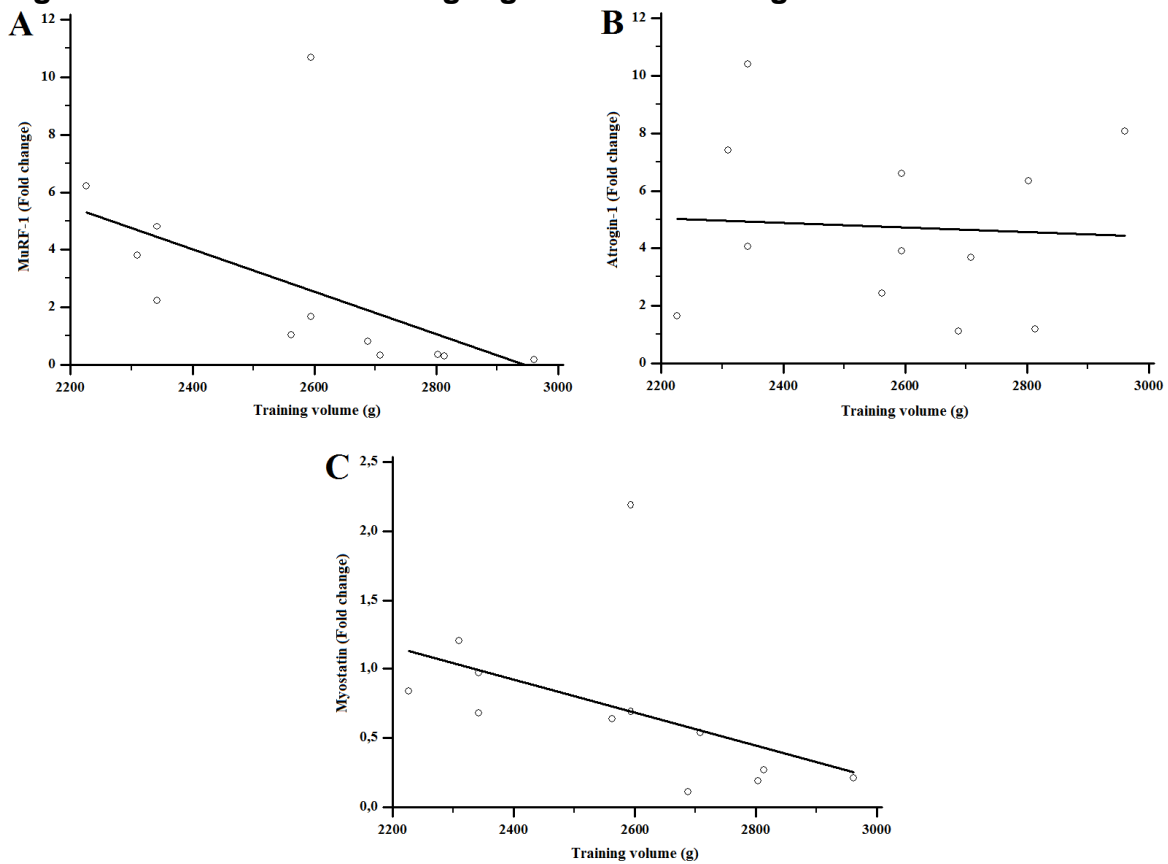 A
12
10
8
6
4
2
0
MuRF-1 (Fold change)
2200 2400 2600 2800 3000
Training volume (g)
B
12
10
8
6
4
2
0
Atrogin-1 (Fold change)
2200 2400 2600 2800 3000
Training volume (g)
C
2,5
2,0
1,5
1,0
0,5
0,0
Myostatin (Fold change)
2200 2400 2600 2800 3000
Training volume (g)